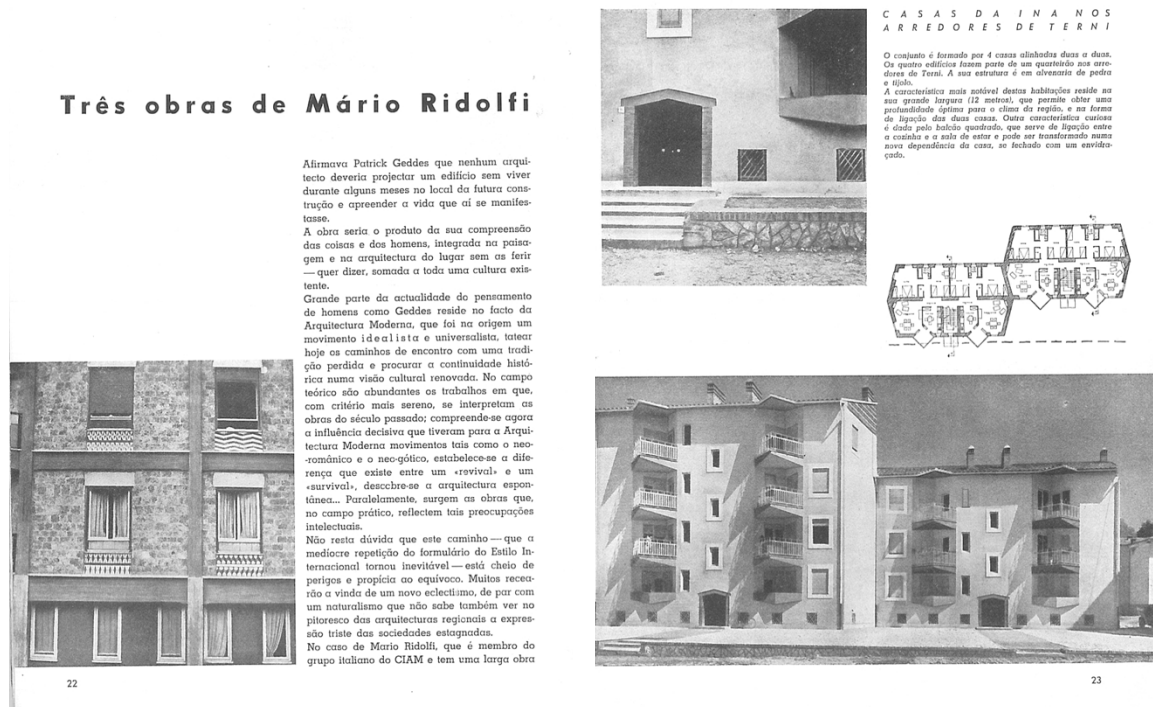 Três obras de Mário Ridolfi
Afirmava Patrick Geddes que nenhum arqui-
tecto deveria projectar um edifício sem viver
durante alguns meses no local da futura cons-
trução e apreender a vida que aí se manifes-
tasse.
A obra seria o produto da sua compreensão
das coisas e dos homens, integrada na paisa-
gem e na arquitectura do lugar sem as ferir
— quer dizer, somada a toda uma cultura exis-
tente.
Grande parte da actualidade do pensamento
de homens como Geddes reside no facto da
Arquitectura Moderna, que foi na origem um
movimento idealista e universalista, tatear
hoje os caminhos de encontro com uma tradi-
ção perdida e procurar a continuidade histó-
rica numa visão cultural renovada. No campo
teórico são abundantes os trabalhos em que,
com critério mais sereno, se interpretam as
obras do século passado; compreende-se agora
a influência decisiva que tiveram para a Arqui-
tectura Moderna movimentos tais como o neo-
-românico e o neo-gótico, estabelece-se a dife-
rença que existe entre um «revival» e um
«survival», descobre-se a arquitectura espon-
tânea... Paralelamente, surgem as obras que,
no campo prático, reflectem tais preocupações
intelectuais.
Não resta dúvida que este caminho — que a
medíocre repetição do formulário do Estilo In-
ternacional tornou inevitável — está cheio de
perigos e propícia ao equívoco. Muitos recea-
rão a vinda de um novo eclectismo, de par com
um naturalismo que não sabe também ver no
pitoresco das arquitecturas regionais a expres-
são triste das sociedades estagnadas.
No caso de Mario Ridolfi, que é membro do
grupo italiano do CIAM e tem uma larga obra
22
CASAS DA INA NOS
ARREDORES DE TERNI
O conjunto é formado por 4 casas alinhadas duas a duas.
Os quatro edifícios fazem parte de um quarteirão nos arre-
dores de Terni. A sua estrutura é em alvenaria de pedra
e tijolo.
A característica mais notável destas habitações reside na
sua grande largura (12 metros), que permite obter uma
profundidade óptima para o clima da região, e na forma
de ligação das duas casas. Outra característica curiosa
é dada pelo balcão quadrado, que serve de ligação entre
a cozinha e a sala de estar e pode ser transformado numa
nova dependência da casa, se fechado com um envidra-
çado.
23